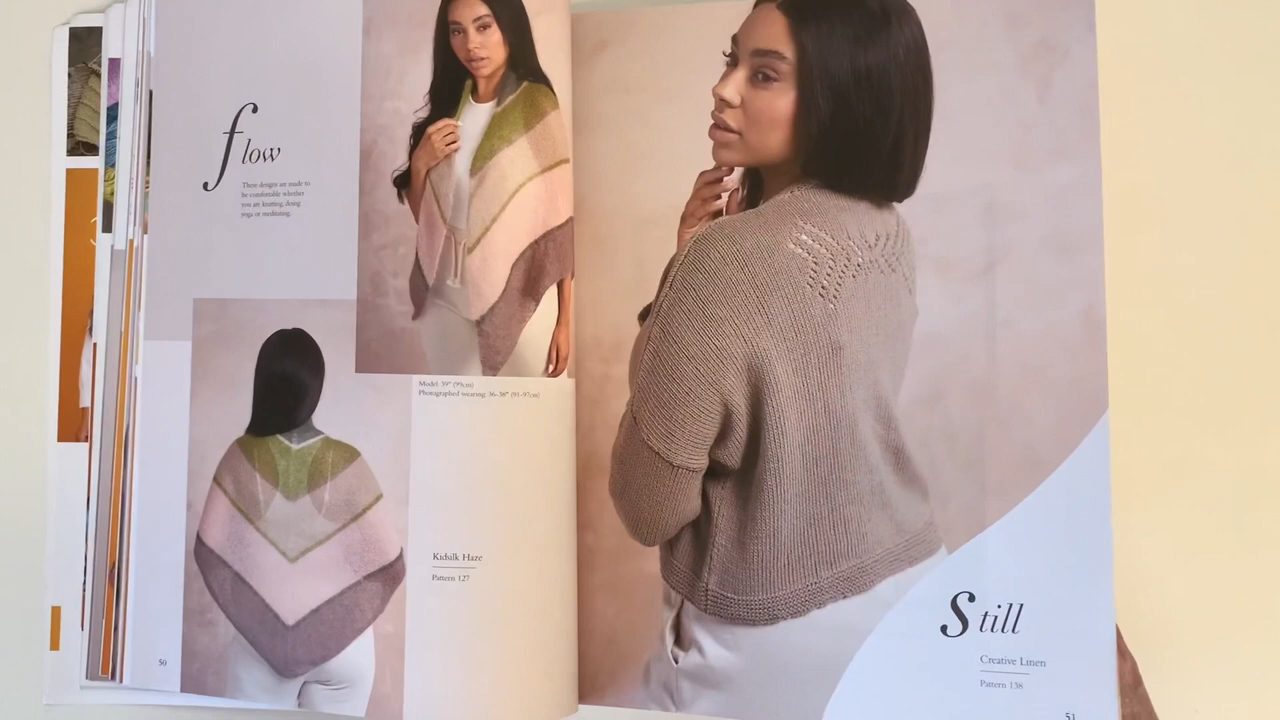 flow
These designs are made to
be comfortable whether
you are knitting, doing
yoga or meditating.
Model: 39" (99cm)
Photographed wearing: 36-38" (91-97cm)
Kidsilk Haze
Pattern 127
50
Still
Creative Linen
Pattern 138
51